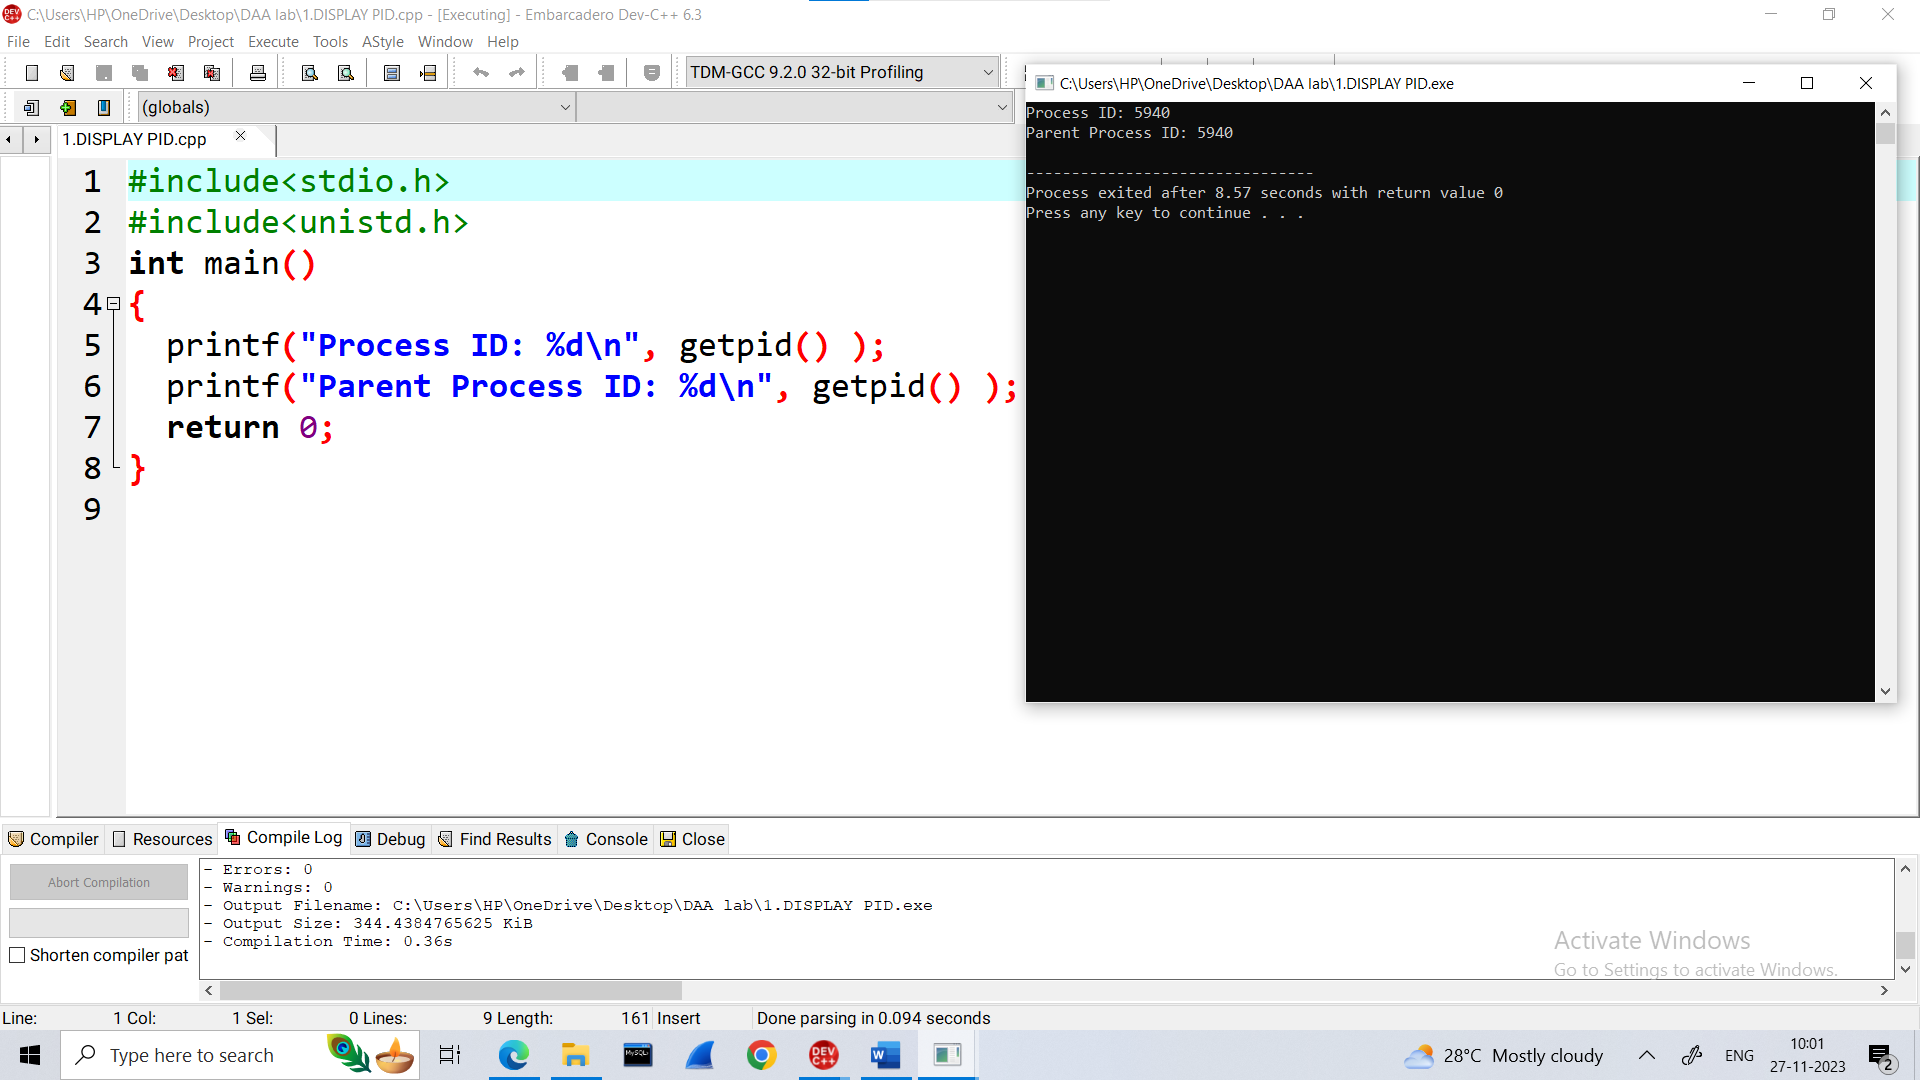 C:\Users\HP\OneDrive\Desktop\DAA lab\1.DISPLAY PID.cpp - [Executing] - Embarcadero Dev-C++ 6.3
File Edit Search View Project Execute Tools AStyle Window Help
TDM-GCC 9.2.0 32-bit Profiling
(globals)
1.DISPLAY PID.cpp
1 #include<stdio.h>
2 #include<unistd.h>
3 int main()
4 {
5 printf("Process ID: %d\n", getpid() );
6 printf("Parent Process ID: %d\n", getpid() );
7 return 0;
8 }
9
C:\Users\HP\OneDrive\Desktop\DAA lab\1.DISPLAY PID.exe
Process ID: 5940
Parent Process ID: 5940
--------------------------------
Process exited after 8.57 seconds with return value 0
Press any key to continue . . .
Compiler Resources Compile Log Debug Find Results Console Close
Abort Compilation
Shorten compiler pat
- Errors: 0
- Warnings: 0
- Output Filename: C:\Users\HP\OneDrive\Desktop\DAA lab\1.DISPLAY PID.exe
- Output Size: 344.4384765625 KiB
- Compilation Time: 0.36s
Activate Windows
Go to Settings to activate Windows.
Line: 1 Col: 1 Sel: 0 Lines: 9 Length: 161 Insert Done parsing in 0.094 seconds
Type here to search
MySQL
DEV C++
28°C Mostly cloudy
ENG
10:01
27-11-2023
2